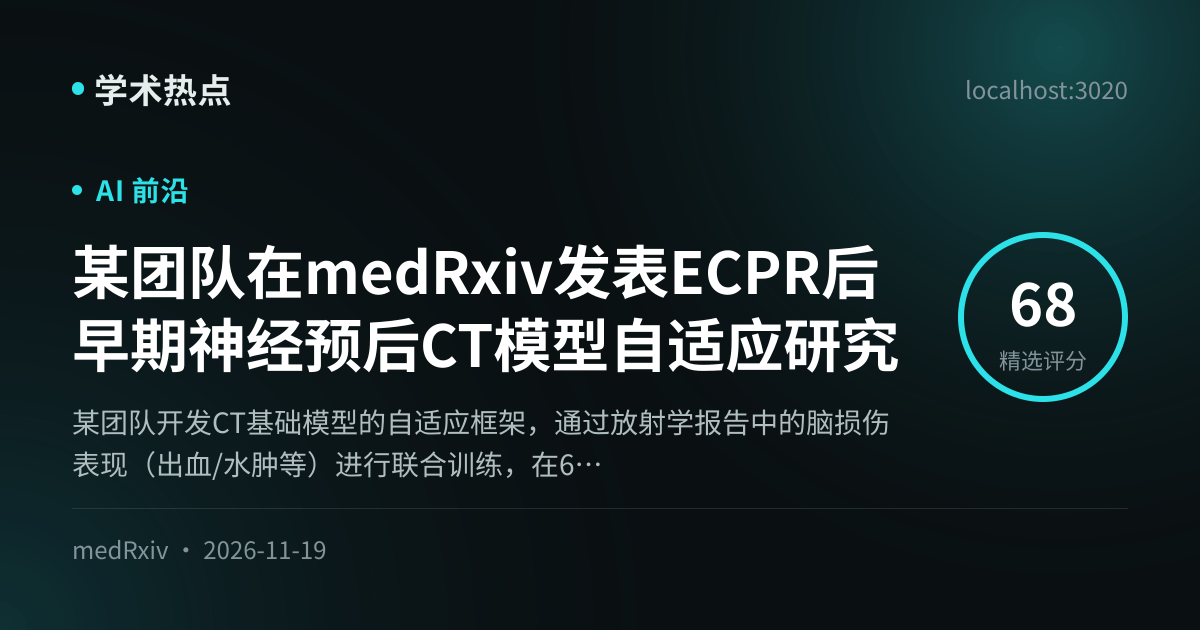 学术热点
localhost:3020
AI 前沿
某团队在medRxiv发表ECPR后
早期神经预后CT模型自适应研究
68
精选评分
某团队开发CT基础模型的自适应框架，通过放射学报告中的脑损伤
表现（出血/水肿等）进行联合训练，在6…
medRxiv · 2026-11-19